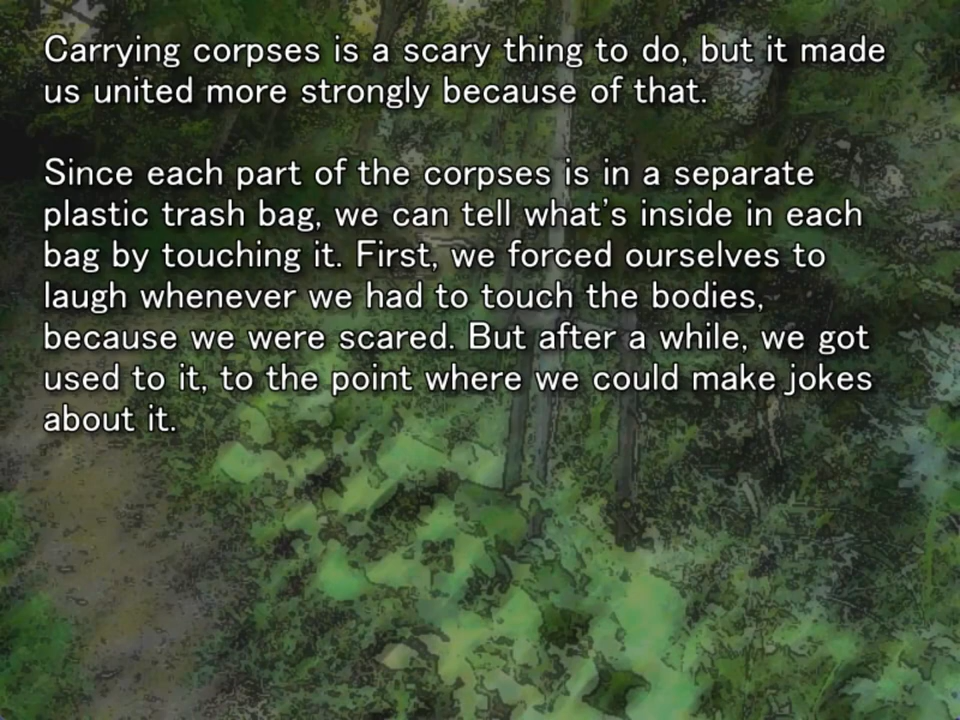 Carrying corpses is a scary thing to do, but it made
us united more strongly because of that.
Since each part of the corpses is in a separate
plastic trash bag, we can tell what's inside in each
bag by touching it. First, we forced ourselves to
laugh whenever we had to touch the bodies,
because we were scared. But after a while, we got
used to it, to the point where we could make jokes
about it.